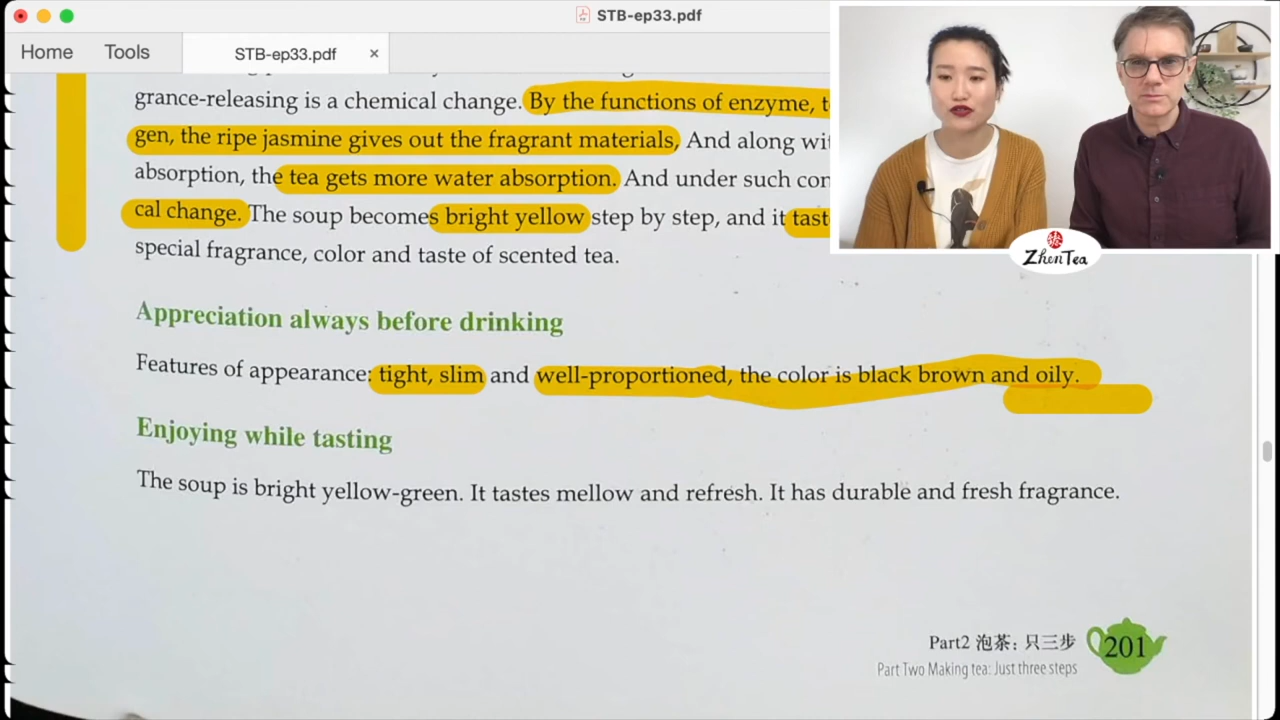 STB-ep33.pdf
Home Tools STB-ep33.pdf ×
grance-releasing is a chemical change. By the functions of enzyme, t
gen, the ripe jasmine gives out the fragrant materials, And along wi
absorption, the tea gets more water absorption. And under such con
cal change. The soup becomes bright yellow step by step, and it tast
special fragrance, color and taste of scented tea.
ZhenTea
Appreciation always before drinking
Features of appearance: tight, slim and well-proportioned, the color is black brown and oily.
Enjoying while tasting
The soup is bright yellow-green. It tastes mellow and refresh. It has durable and fresh fragrance.
Part2 泡茶: 只三步
201
Part Two Making tea: Just three steps